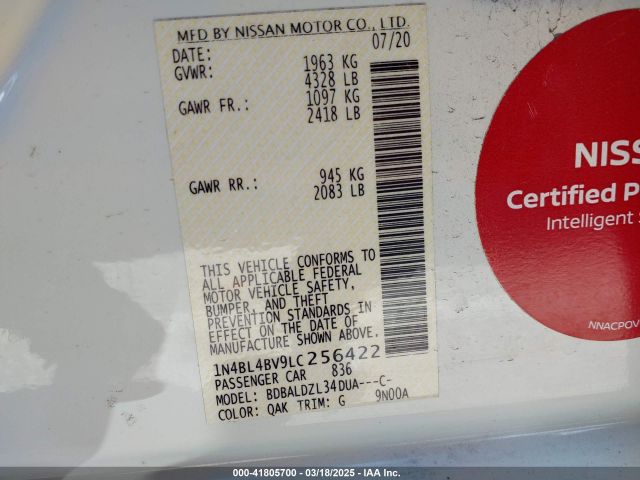 MFD BY NISSAN MOTOR CO., LTD.
DATE: 07/20
GVWR: 1963 KG
4328 LB
GAWR FR.: 1097 KG
2418 LB
GAWR RR.: 945 KG
2083 LB
THIS VEHICLE CONFORMS TO
ALL APPLICABLE FEDERAL
MOTOR VEHICLE SAFETY,
BUMPER, AND THEFT
PREVENTION STANDARDS IN
EFFECT ON THE DATE OF
MANUFACTURE SHOWN ABOVE.
1N4BL4BV9LC256422
PASSENGER CAR 836
MODEL: BDBALDZL34DUA---C-
COLOR: QAK TRIM: G 9N00A
NISS
Certified P
Intelligent
NNACPOV
000-41805700 - 03/18/2025 - IAA Inc.